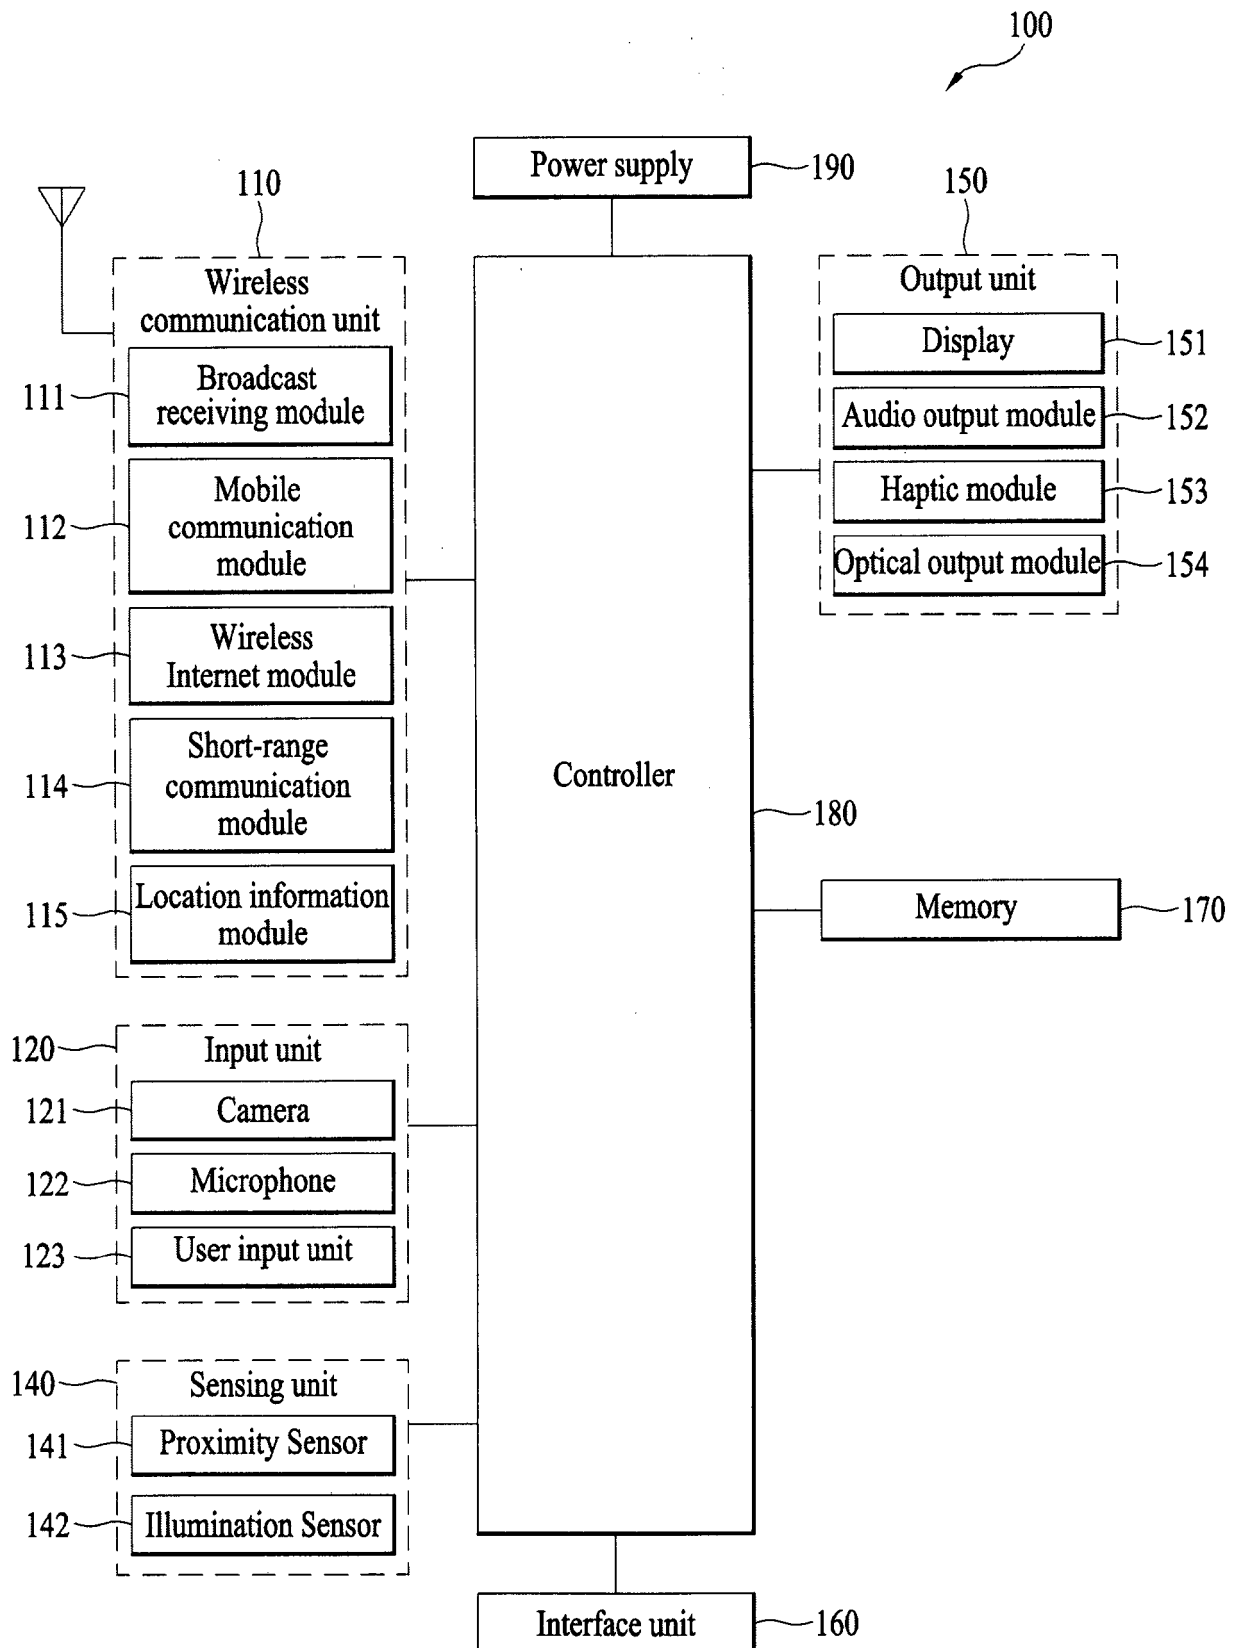 100
Power supply
190
110
150
Wireless
communication unit
Output unit
Broadcast
receiving module
111
Display
151
Audio output module
152
Mobile
communication
module
112
Haptic module
153
Optical output module
154
Wireless
Internet module
113
Short-range
communication
module
114
Controller
180
Location information
module
115
Memory
170
120
Input unit
121
Camera
122
Microphone
123
User input unit
140
Sensing unit
141
Proximity Sensor
142
Illumination Sensor
Interface unit
160